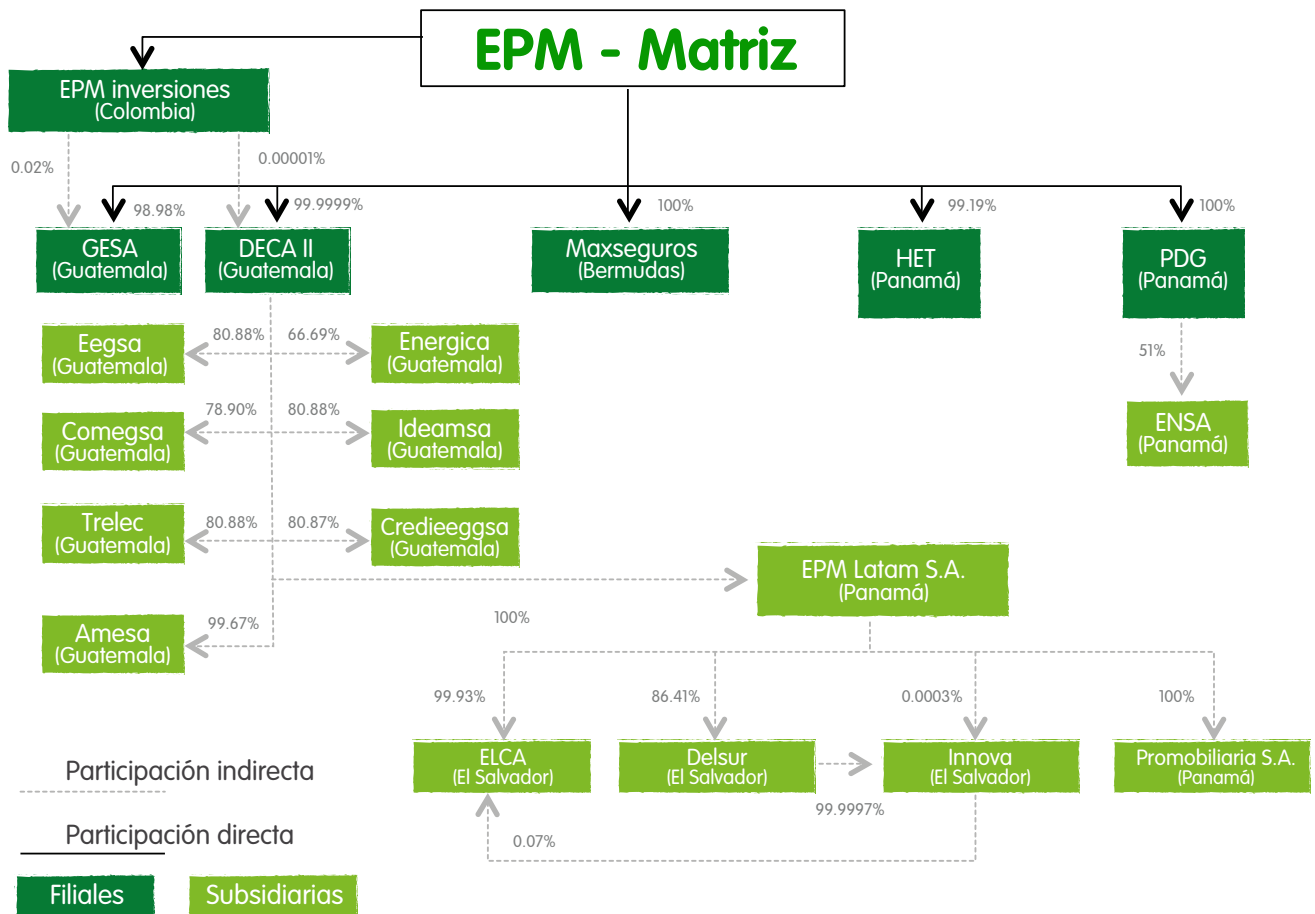 EPM - Matriz
EPM inversiones
(Colombia)
0.02%
0.00001%
98.98%
99.9999%
100%
99.19%
100%
GESA
(Guatemala)
DECA II
(Guatemala)
Maxseguros
(Bermudas)
HET
(Panamá)
PDG
(Panamá)
Eegsa
(Guatemala)
80.88%
66.69%
Energica
(Guatemala)
51%
Comegsa
(Guatemala)
78.90%
80.88%
Ideamsa
(Guatemala)
ENSA
(Panamá)
Trelec
(Guatemala)
80.88%
80.87%
Credieeggsa
(Guatemala)
EPM Latam S.A.
(Panamá)
Amesa
(Guatemala)
99.67%
100%
99.93%
86.41%
0.0003%
100%
ELCA
(El Salvador)
Delsur
(El Salvador)
Innova
(El Salvador)
Promobiliaria S.A.
(Panamá)
99.9997%
0.07%
Participación indirecta
Participación directa
Filiales
Subsidiarias